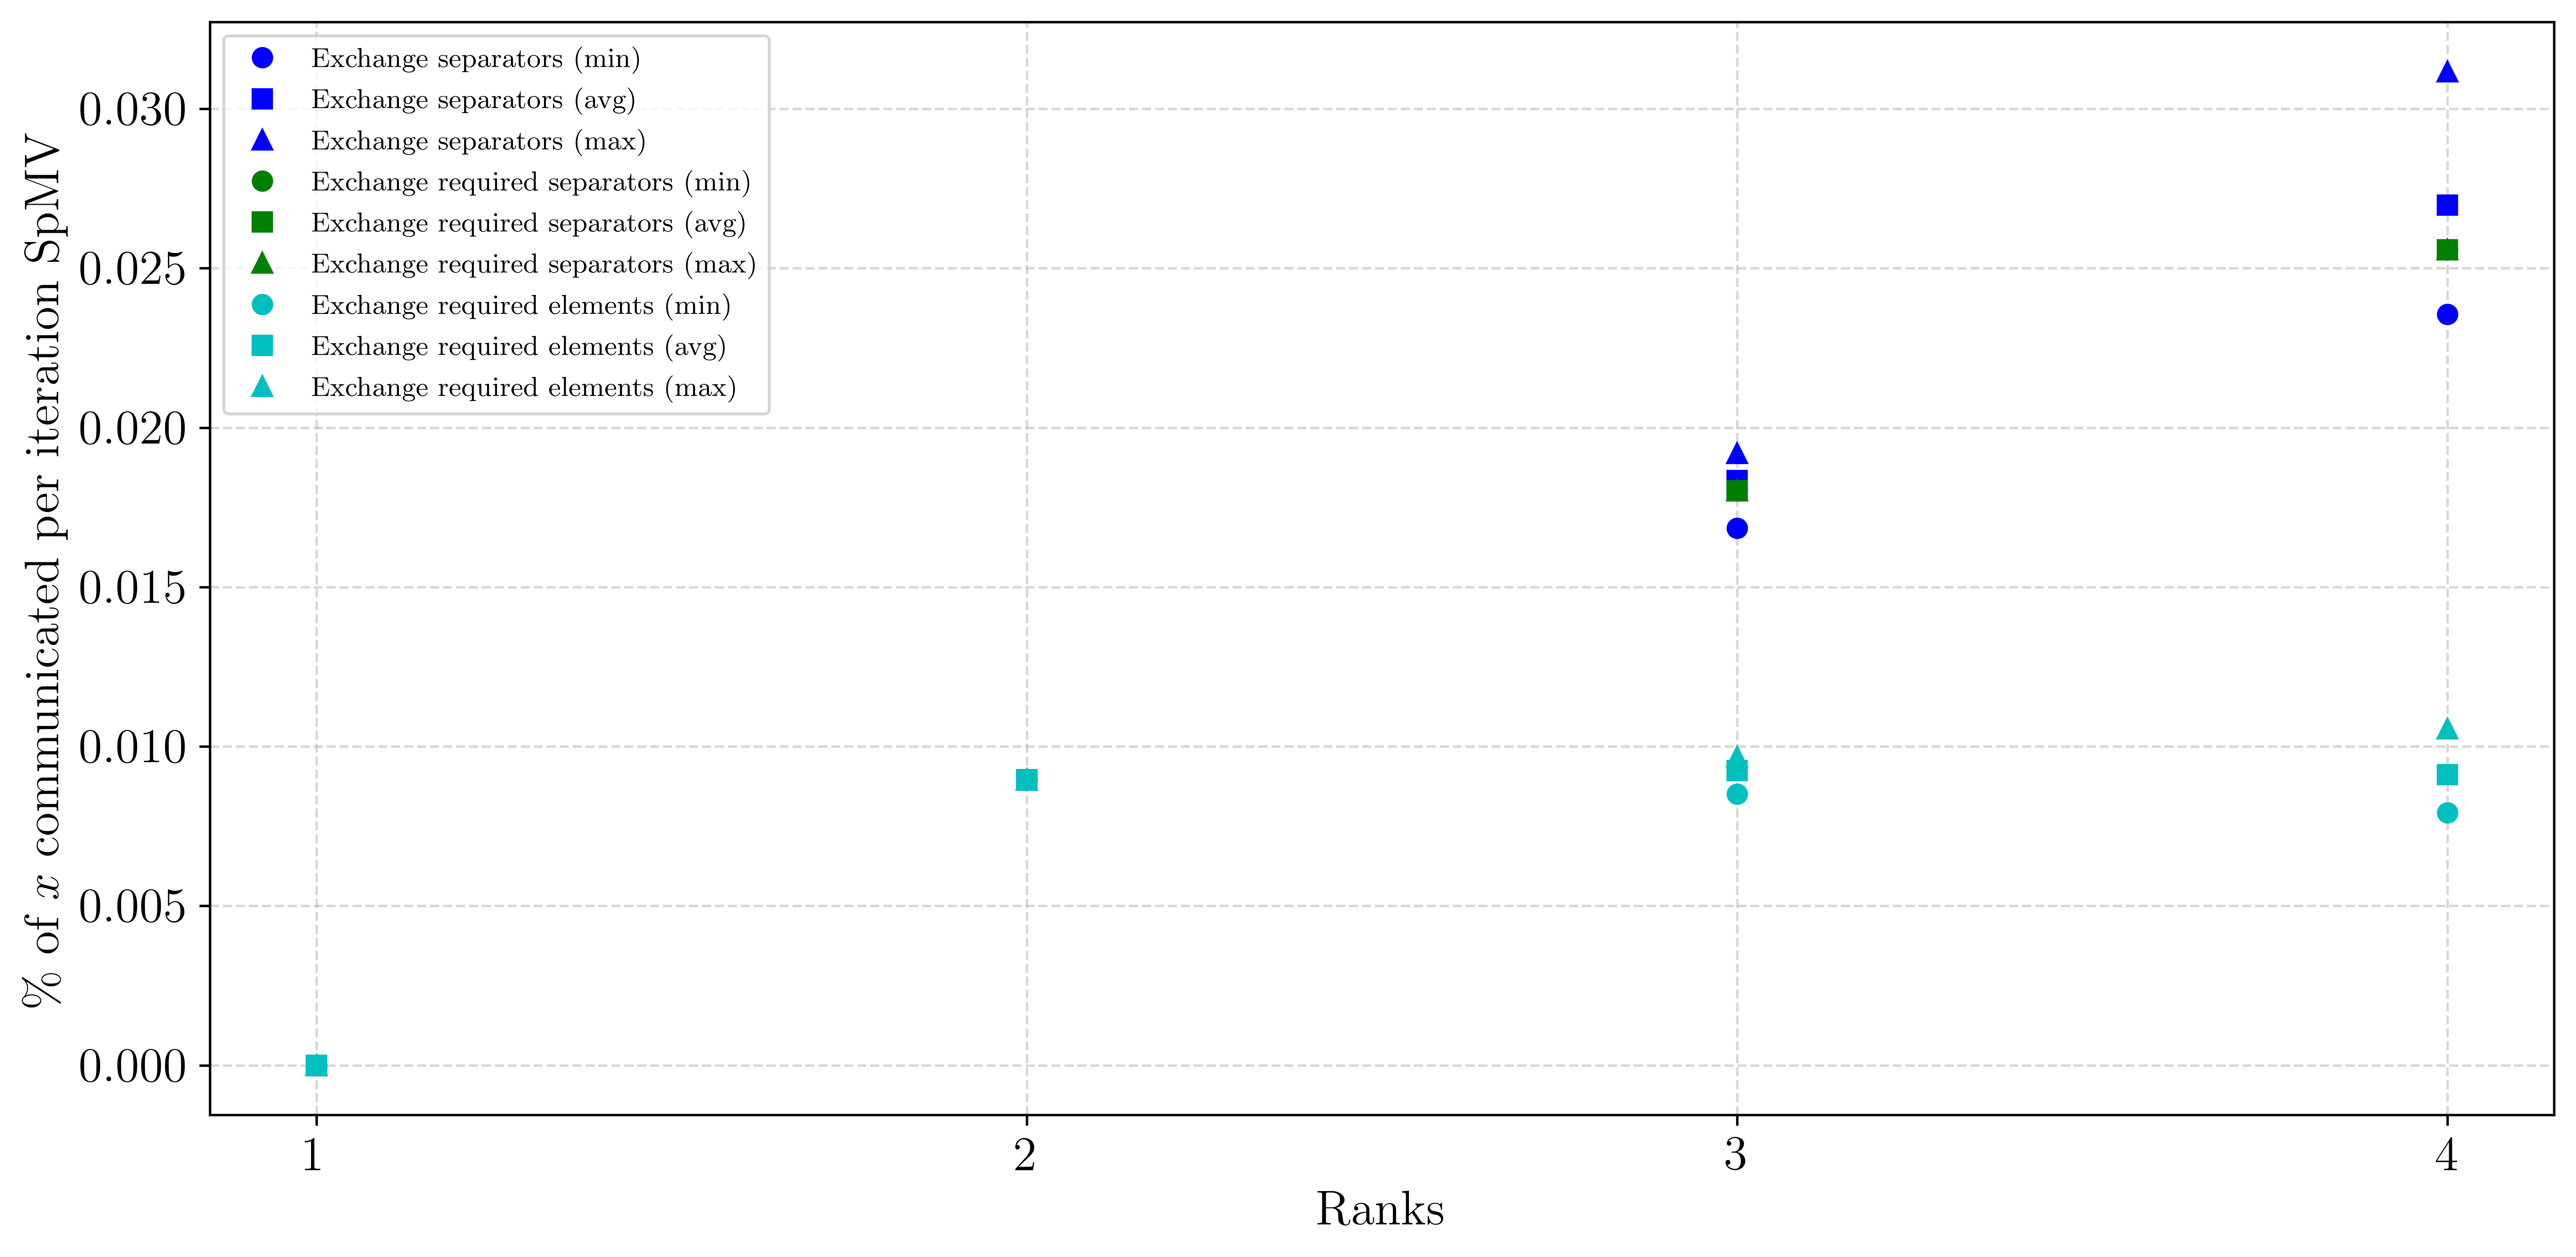 % of x communicated per iteration SpMV
0.030
0.025
0.020
0.015
0.010
0.005
0.000
Exchange separators (min)
Exchange separators (avg)
Exchange separators (max)
Exchange required separators (min)
Exchange required separators (avg)
Exchange required separators (max)
Exchange required elements (min)
Exchange required elements (avg)
Exchange required elements (max)
1 2 3 4
Ranks